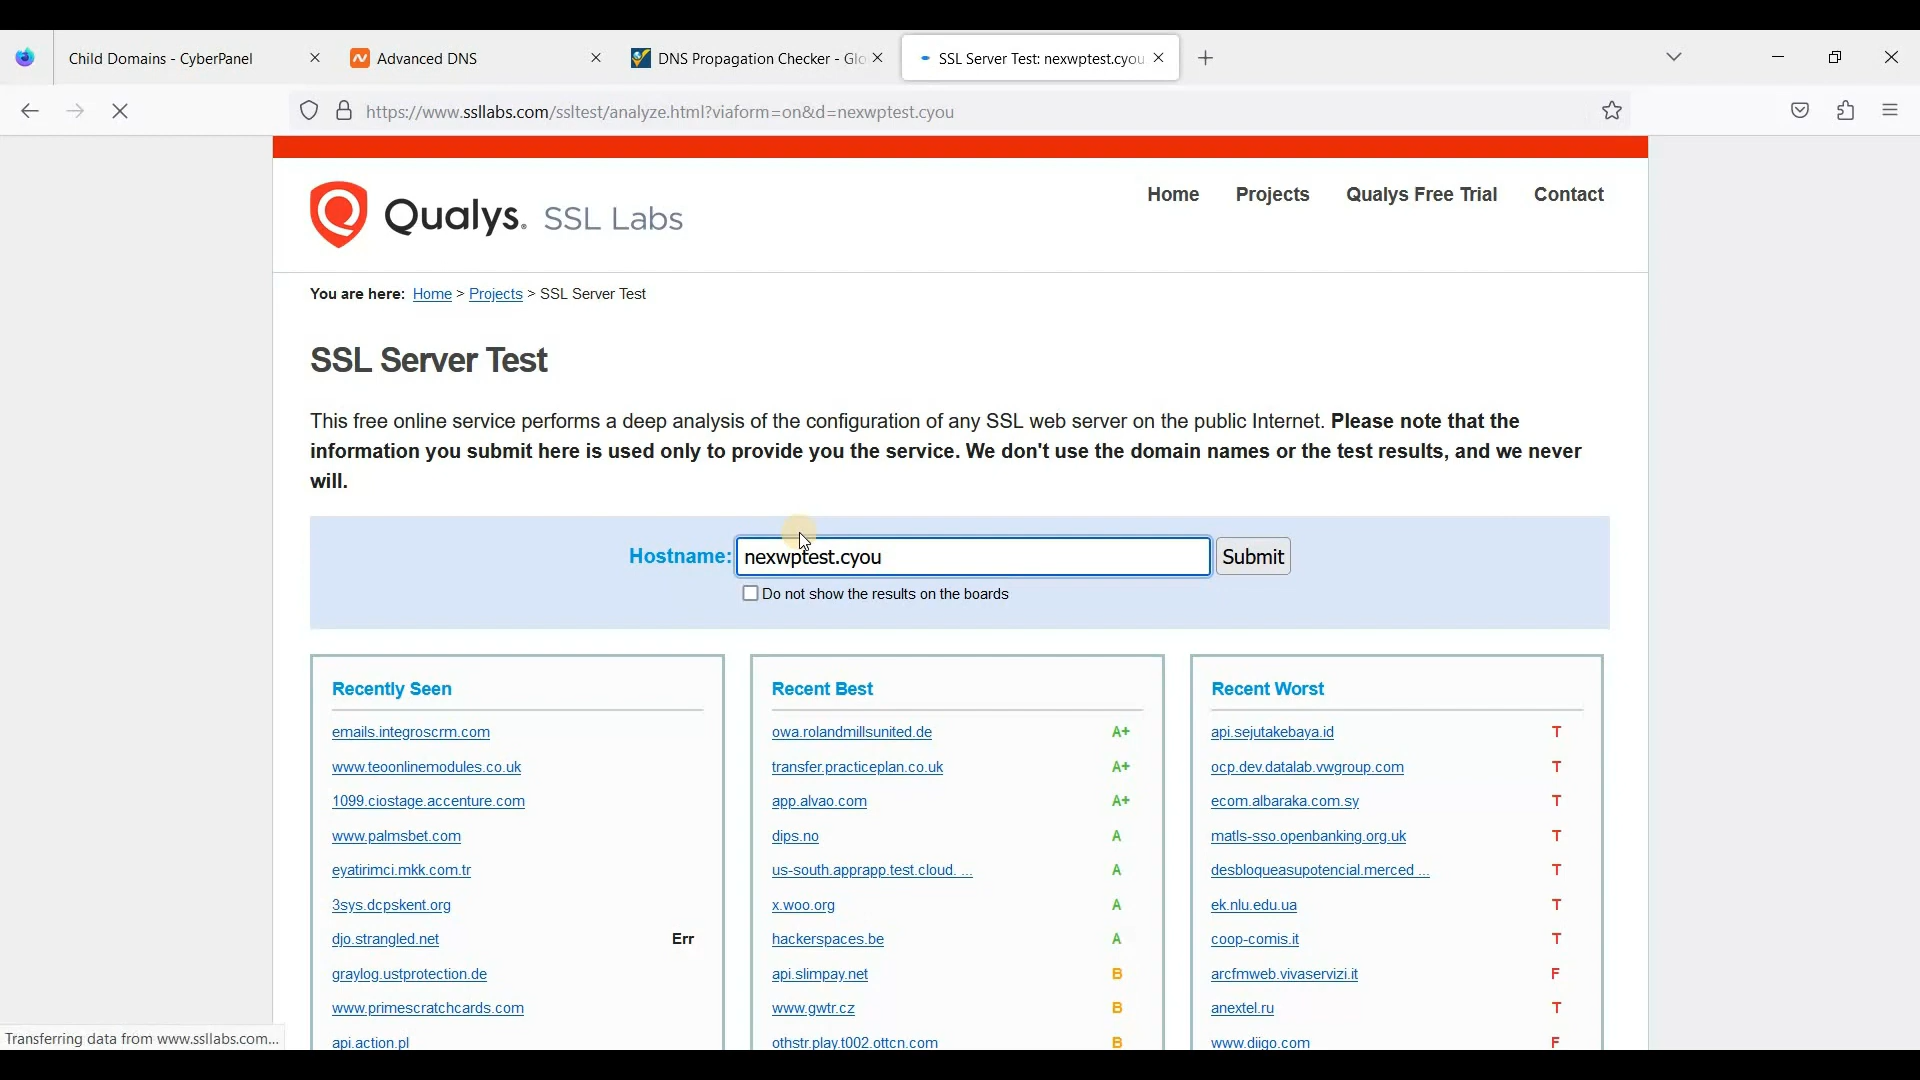 Child Domains - CyberPanel
Advanced DNS
DNS Propagation Checker - Glo
SSL Server Test: nexwptest.cyou
https://www.ssllabs.com/ssltest/analyze.html?viaform=on&d=nexwptest.cyou
Qualys. SSL Labs
Home Projects Qualys Free Trial Contact
You are here: Home > Projects > SSL Server Test
SSL Server Test
This free online service performs a deep analysis of the configuration of any SSL web server on the public Internet. Please note that the
information you submit here is used only to provide you the service. We don't use the domain names or the test results, and we never
will.
Hostname: nexwptest.cyou Submit
Do not show the results on the boards
Recently Seen
emails.integroscrm.com
www.teoonlinemodules.co.uk
1099.ciostage.accenture.com
www.palmsbet.com
eyatirimci.mkk.com.tr
3sys.dcpskent.org
djo.strangled.net Err
graylog.ustprotection.de
www.primescratchcards.com
api.action.pl
Recent Best
owa.rolandmillsunited.de A+
transfer.practiceplan.co.uk A+
app.alvao.com A+
dips.no A
us-south.apprapp.test.cloud. ... A
x.woo.org A
hackerspaces.be A
api.slimpay.net B
www.gwtr.cz B
othstr.play.t002.ottcn.com B
Recent Worst
api.sejutakebaya.id T
ocp.dev.datalab.vwgroup.com T
ecom.albaraka.com.sy T
matls-sso.openbanking.org.uk T
desbloqueasupotencial.merced ... T
ek.nlu.edu.ua T
coop-comis.it T
arcfmweb.vivaservizi.it F
anextel.ru T
www.diigo.com F
Transferring data from www.ssllabs.com...